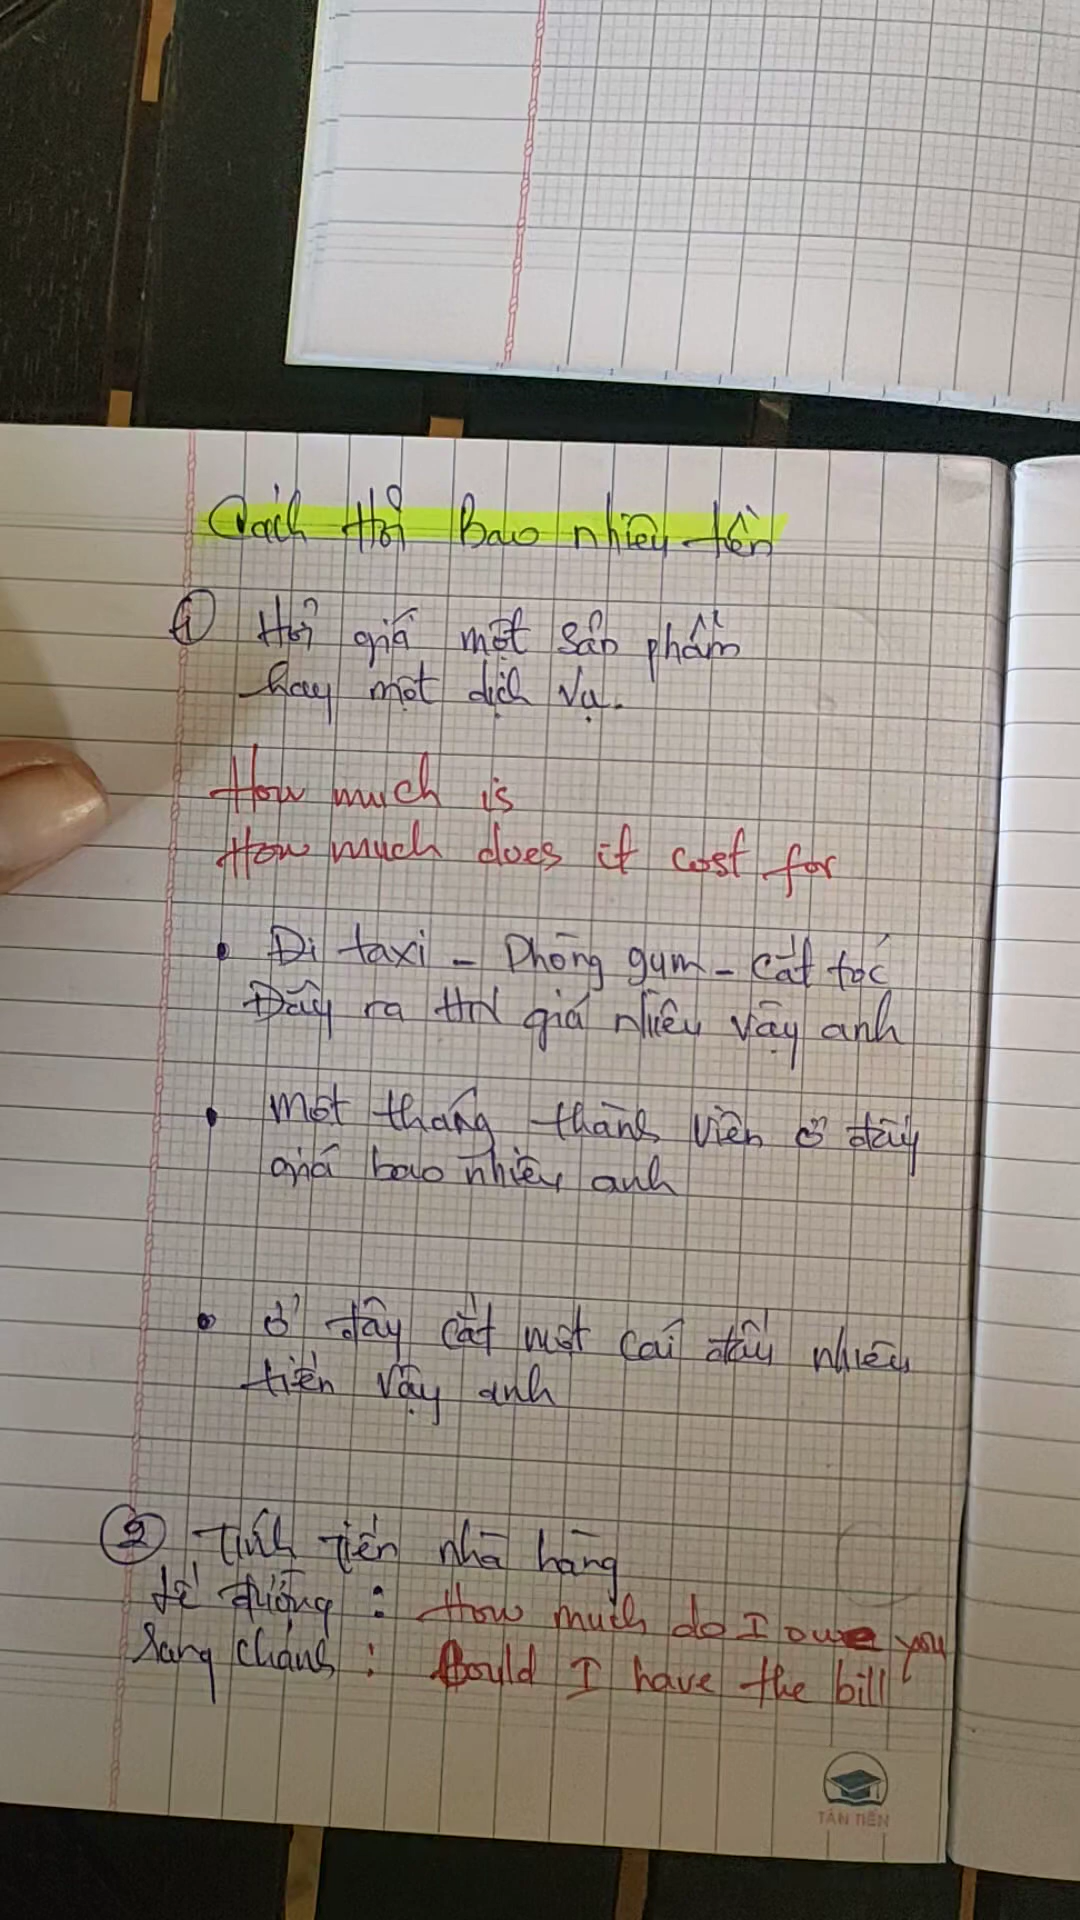 Cách Hỏi Bao nhiêu tiền
① Hỏi giá một sản phẩm
hay một dịch vụ.
How much is
How much does it cost for
• Đi taxi - Phòng gym - cắt tóc
Đây ra HN giá nhiêu vậy anh
• một tháng thành viên ở đây
giá bao nhiêu anh
• ở đây cắt một cái đầu nhiêu
tiền vậy anh
② Tính tiền nhà hàng
lề đường : How much do I owe you
Sang chảnh : Could I have the bill
TÂN TIẾN